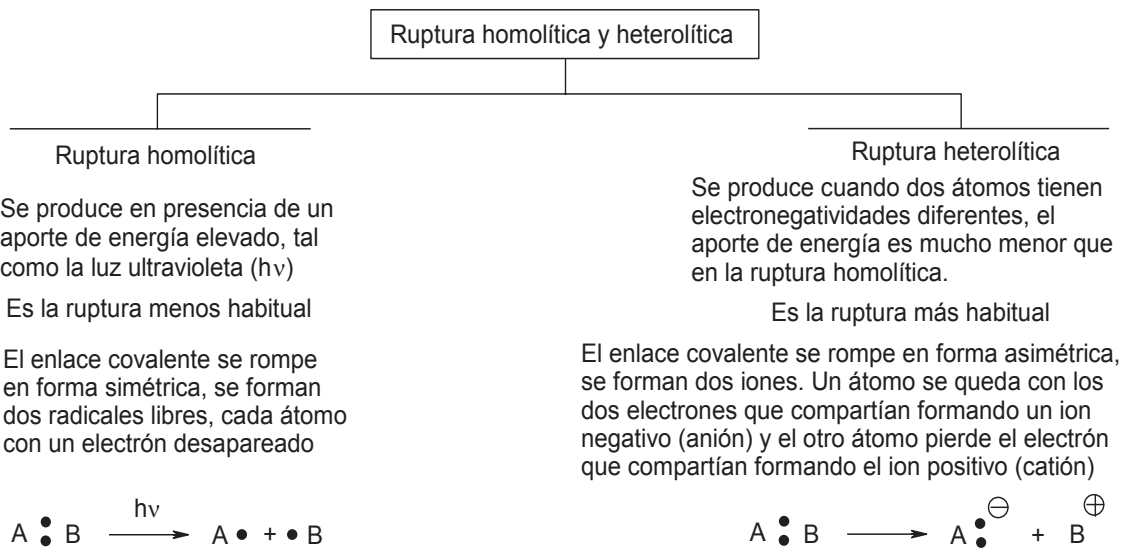 Ruptura homolítica y heterolítica
Ruptura homolítica
Se produce en presencia de un
aporte de energía elevado, tal
como la luz ultravioleta (hν)
Es la ruptura menos habitual
El enlace covalente se rompe
en forma simétrica, se forman
dos radicales libres, cada átomo
con un electrón desapareado
hν
A : B ⟶ A • + • B
Ruptura heterolítica
Se produce cuando dos átomos tienen
electronegatividades diferentes, el
aporte de energía es mucho menor que
en la ruptura homolítica.
Es la ruptura más habitual
El enlace covalente se rompe en forma asimétrica,
se forman dos iones. Un átomo se queda con los
dos electrones que compartían formando un ion
negativo (anión) y el otro átomo pierde el electrón
que compartían formando el ion positivo (catión)
A : B ⟶ A : ⊖ + B ⊕